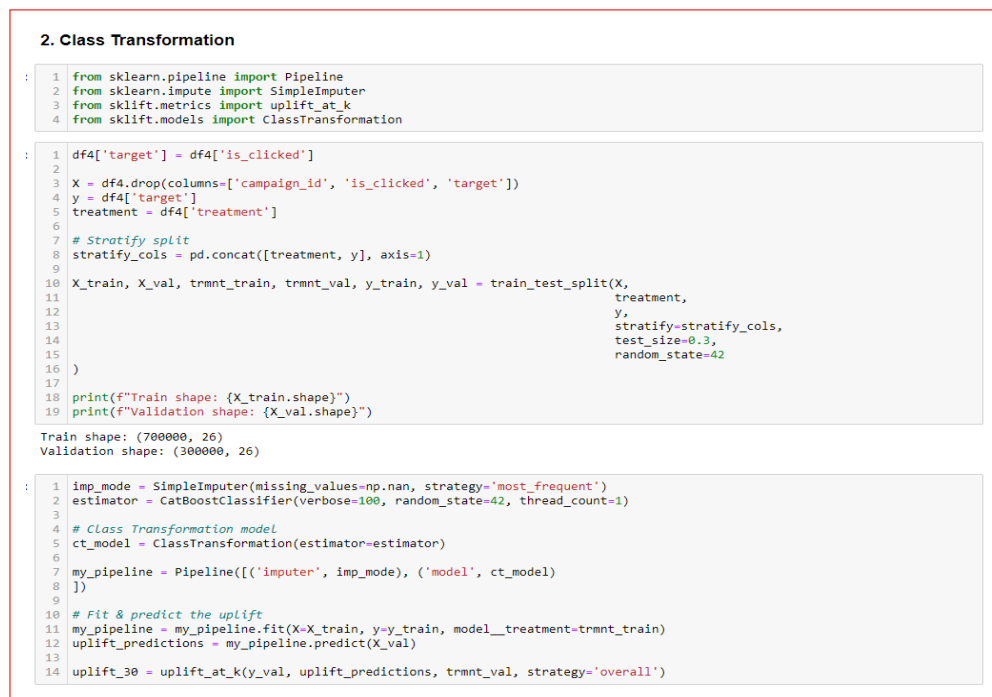 2. Class Transformation
:
1 from sklearn.pipeline import Pipeline
2 from sklearn.impute import SimpleImputer
3 from sklift.metrics import uplift_at_k
4 from sklift.models import ClassTransformation
:
1 df4['target'] = df4['is_clicked']
2
3 X = df4.drop(columns=['campaign_id', 'is_clicked', 'target'])
4 y = df4['target']
5 treatment = df4['treatment']
6
7 # Stratify split
8 stratify_cols = pd.concat([treatment, y], axis=1)
9
10 X_train, X_val, trmnt_train, trmnt_val, y_train, y_val = train_test_split(X,
11 treatment,
12 y,
13 stratify=stratify_cols,
14 test_size=0.3,
15 random_state=42
16 )
17
18 print(f"Train shape: {X_train.shape}")
19 print(f"Validation shape: {X_val.shape}")
Train shape: (700000, 26)
Validation shape: (300000, 26)
:
1 imp_mode = SimpleImputer(missing_values=np.nan, strategy='most_frequent')
2 estimator = CatBoostClassifier(verbose=100, random_state=42, thread_count=1)
3
4 # Class Transformation model
5 ct_model = ClassTransformation(estimator=estimator)
6
7 my_pipeline = Pipeline([('imputer', imp_mode), ('model', ct_model)
8 ])
9
10 # Fit & predict the uplift
11 my_pipeline = my_pipeline.fit(X=X_train, y=y_train, model__treatment=trmnt_train)
12 uplift_predictions = my_pipeline.predict(X_val)
13
14 uplift_30 = uplift_at_k(y_val, uplift_predictions, trmnt_val, strategy='overall')